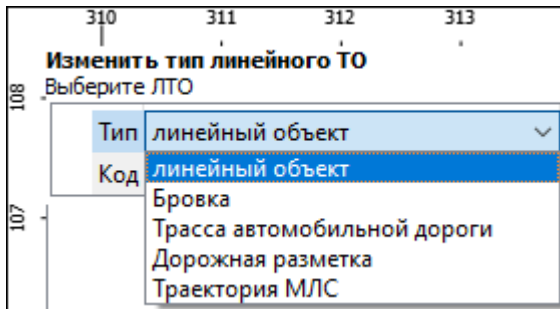 310 311 312 313
Изменить тип линейного ТО
Выберите ЛТО
108
Тип линейный объект
Код линейный объект
Бровка
107
Трасса автомобильной дороги
Дорожная разметка
Траектория МЛС